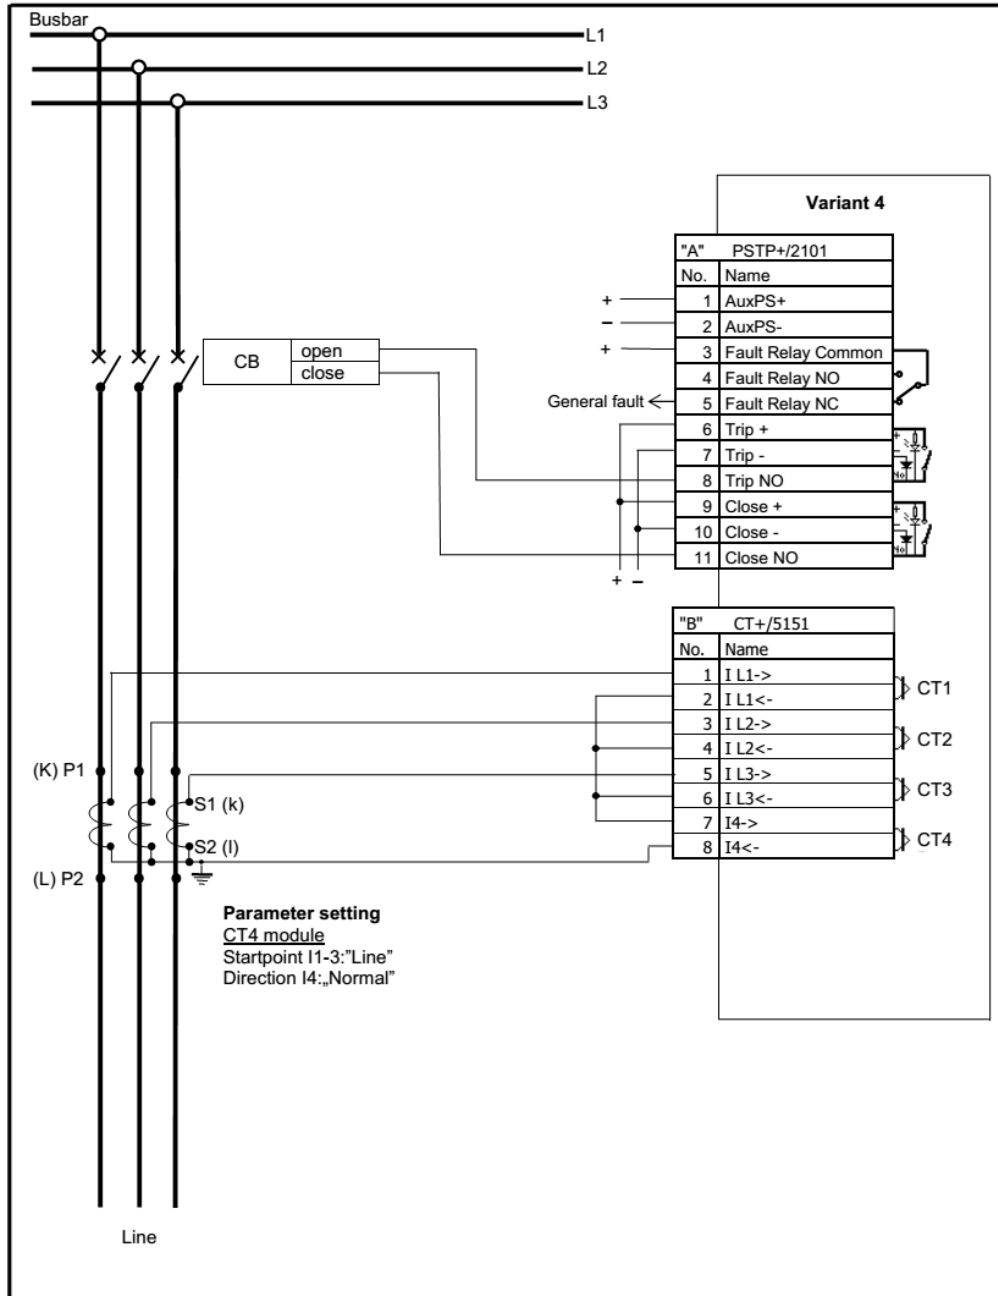 Busbar
L1
L2
L3
Variant 4
"A" PSTP+/2101
No. Name
+ 1 AuxPS+
– 2 AuxPS-
+ 3 Fault Relay Common
4 Fault Relay NO
General fault 5 Fault Relay NC
6 Trip +
7 Trip -
8 Trip NO
9 Close +
10 Close -
11 Close NO
+ –
CB open
close
"B" CT+/5151
No. Name
1 I L1->
2 I L1<-
CT1
3 I L2->
4 I L2<-
CT2
5 I L3->
6 I L3<-
CT3
7 I4->
8 I4<-
CT4
(K) P1
S1 (k)
S2 (l)
(L) P2
Parameter setting
CT4 module
Startpoint I1-3:”Line”
Direction I4:„Normal”
Line